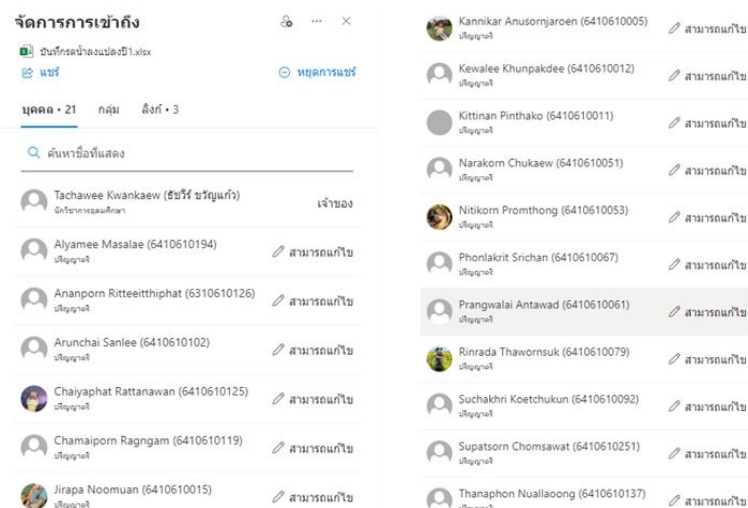 จัดการการเข้าถึง
บันทึกรดน้ำลงแปลงปี1.xlsx
แชร์
หยุดการแชร์
บุคคล • 21 กลุ่ม ลิงก์ • 3
ค้นหาชื่อที่แสดง
Tachawee Kwankaew (ธัชวีร์ ขวัญแก้ว)
นักวิชาการอุดมศึกษา
เจ้าของ
Alyamee Masalae (6410610194)
ปริญญาตรี
สามารถแก้ไข
Ananporn Ritteeitthiphat (6310610126)
ปริญญาตรี
สามารถแก้ไข
Arunchai Sanlee (6410610102)
ปริญญาตรี
สามารถแก้ไข
Chaiyaphat Rattanawan (6410610125)
ปริญญาตรี
สามารถแก้ไข
Chamaiporn Ragngam (6410610119)
ปริญญาตรี
สามารถแก้ไข
Jirapa Noomuan (6410610015)
ปริญญาตรี
สามารถแก้ไข
Kannikar Anusornjaroen (6410610005)
ปริญญาตรี
สามารถแก้ไข
Kewalee Khunpakdee (6410610012)
ปริญญาตรี
สามารถแก้ไข
Kittinan Pinthako (6410610011)
ปริญญาตรี
สามารถแก้ไข
Narakorn Chukaew (6410610051)
ปริญญาตรี
สามารถแก้ไข
Nitikorn Promthong (6410610053)
ปริญญาตรี
สามารถแก้ไข
Phonlakrit Srichan (6410610067)
ปริญญาตรี
สามารถแก้ไข
Prangwalai Antawad (6410610061)
ปริญญาตรี
สามารถแก้ไข
Rinrada Thawornsuk (6410610079)
ปริญญาตรี
สามารถแก้ไข
Suchakhri Koetchukun (6410610092)
ปริญญาตรี
สามารถแก้ไข
Supatsorn Chomsawat (6410610251)
ปริญญาตรี
สามารถแก้ไข
Thanaphon Nuallaoong (6410610137)
ปริญญาตรี
สามารถแก้ไข